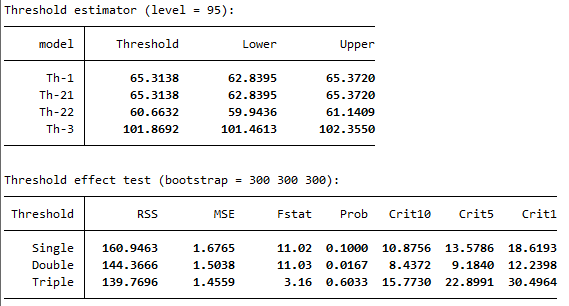 Threshold estimator (level = 95):
model Threshold Lower Upper
Th-1 65.3138 62.8395 65.3720
Th-21 65.3138 62.8395 65.3720
Th-22 60.6632 59.9436 61.1409
Th-3 101.8692 101.4613 102.3550
Threshold effect test (bootstrap = 300 300 300):
Threshold RSS MSE Fstat Prob Crit10 Crit5 Crit1
Single 160.9463 1.6765 11.02 0.1000 10.8756 13.5786 18.6193
Double 144.3666 1.5038 11.03 0.0167 8.4372 9.1840 12.2398
Triple 139.7696 1.4559 3.16 0.6033 15.7730 22.8991 30.4964